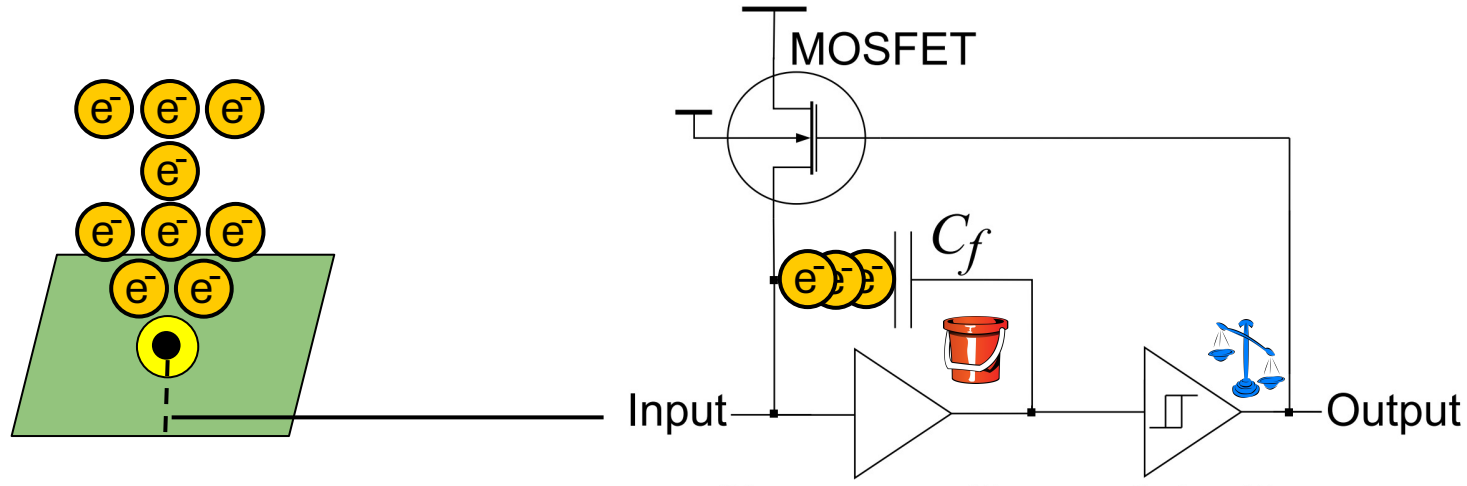 MOSFET
e⁻ e⁻ e⁻
e⁻
e⁻ e⁻ e⁻
e⁻ e⁻
C_f
e⁻ e⁻ e⁻
Input
Output